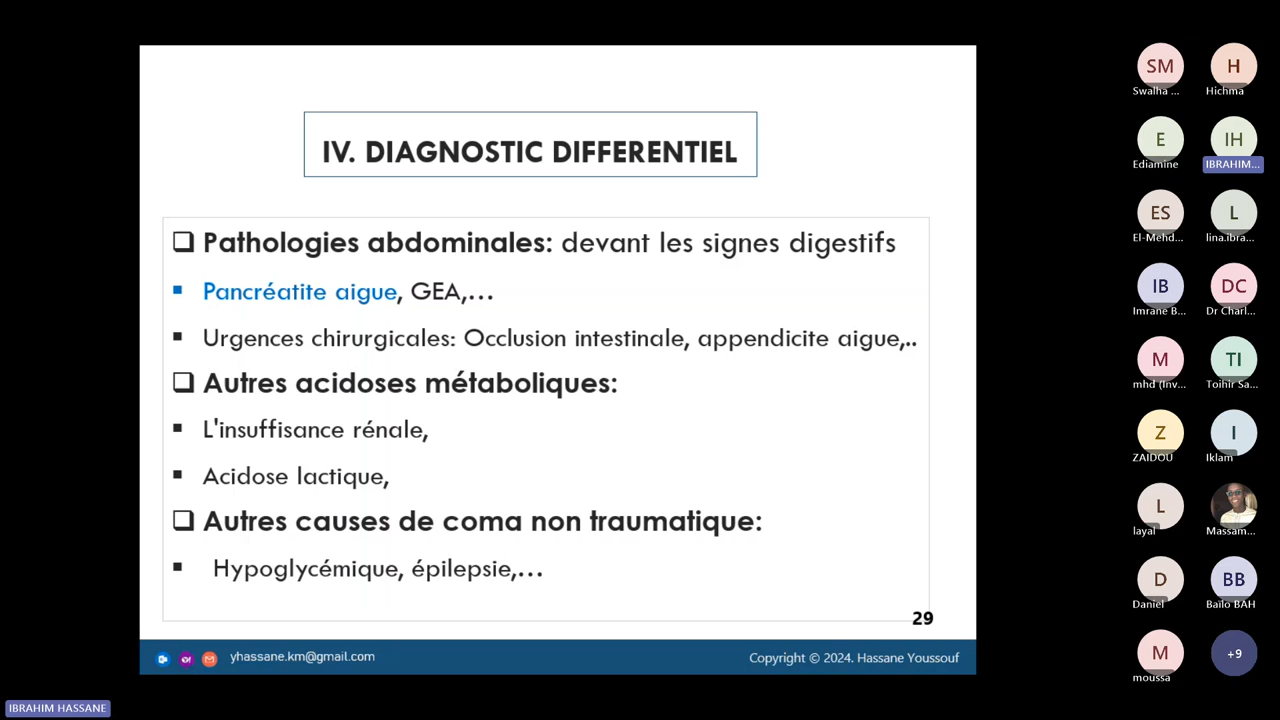 IV. DIAGNOSTIC DIFFERENTIEL
Pathologies abdominales: devant les signes digestifs
Pancréatite aigue, GEA,...
Urgences chirurgicales: Occlusion intestinale, appendicite aigue,..
Autres acidoses métaboliques:
L'insuffisance rénale,
Acidose lactique,
Autres causes de coma non traumatique:
Hypoglycémique, épilepsie,...
29
yhassane.km@gmail.com
Copyright © 2024. Hassane Youssouf
IBRAHIM HASSANE
SM
Swalha ...
H
Hichma
E
Ediamine
IH
IBRAHIM...
ES
El-Mehd...
L
lina.ibra...
IB
Imrane B...
DC
Dr Charl...
M
mhd (Inv...
TI
Toihir Sa...
Z
ZAIDOU
I
Iklam
L
layal
Massam...
D
Daniel
BB
Bailo BAH
M
moussa
+9